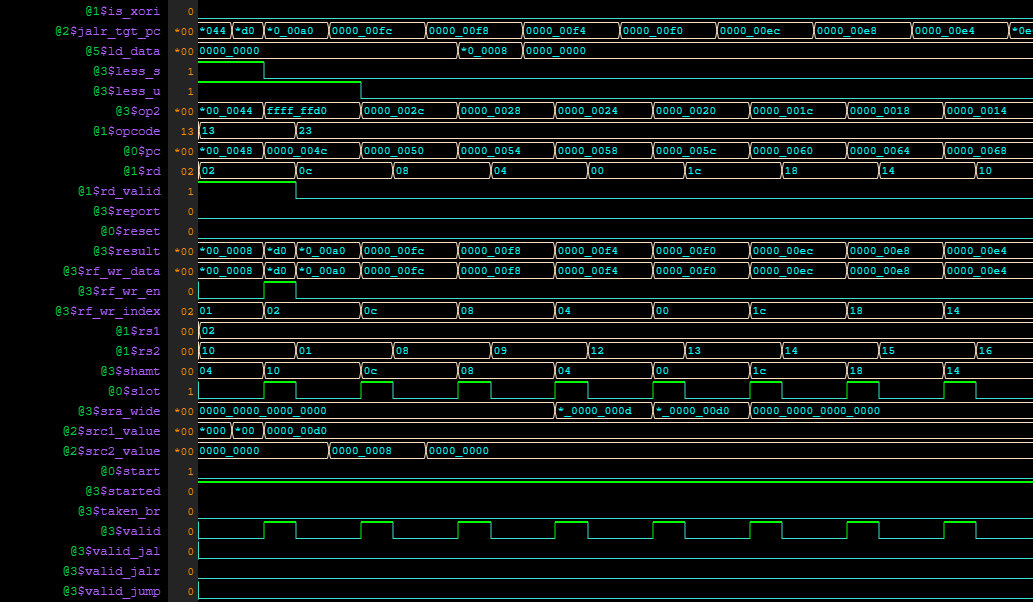 @1$is_xori 0
@2$jalr_tgt_pc *00 *044 *d0 *0_00a0 0000_00fc 0000_00f8 0000_00f4 0000_00f0 0000_00ec 0000_00e8 0000_00e4 *0e
@5$ld_data *00 0000_0000 *0_0008 0000_0000
@3$less_s 1
@3$less_u 1
@3$op2 *00 *00_0044 ffff_ffd0 0000_002c 0000_0028 0000_0024 0000_0020 0000_001c 0000_0018 0000_0014
@1$opcode 13 13 23
@0$pc *00 *00_0048 0000_004c 0000_0050 0000_0054 0000_0058 0000_005c 0000_0060 0000_0064 0000_0068
@1$rd 02 02 0c 08 04 00 1c 18 14 10
@1$rd_valid 1
@3$report 0
@0$reset 0
@3$result *00 *00_0008 *d0 *0_00a0 0000_00fc 0000_00f8 0000_00f4 0000_00f0 0000_00ec 0000_00e8 0000_00e4
@3$rf_wr_data *00 *00_0008 *d0 *0_00a0 0000_00fc 0000_00f8 0000_00f4 0000_00f0 0000_00ec 0000_00e8 0000_00e4
@3$rf_wr_en 0
@3$rf_wr_index 02 01 02 0c 08 04 00 1c 18 14
@1$rs1 00 02
@1$rs2 00 10 01 08 09 12 13 14 15 16
@3$shamt 00 04 10 0c 08 04 00 1c 18 14
@0$slot 1
@3$sra_wide *00 0000_0000_0000_0000 *_0000_000d *_0000_00d0 0000_0000_0000_0000
@2$src1_value *00 *000 *00 0000_00d0
@2$src2_value *00 0000_0000 0000_0008 0000_0000
@0$start 1
@3$started 0
@3$taken_br 0
@3$valid 0
@3$valid_jal 0
@3$valid_jalr 0
@3$valid_jump 0